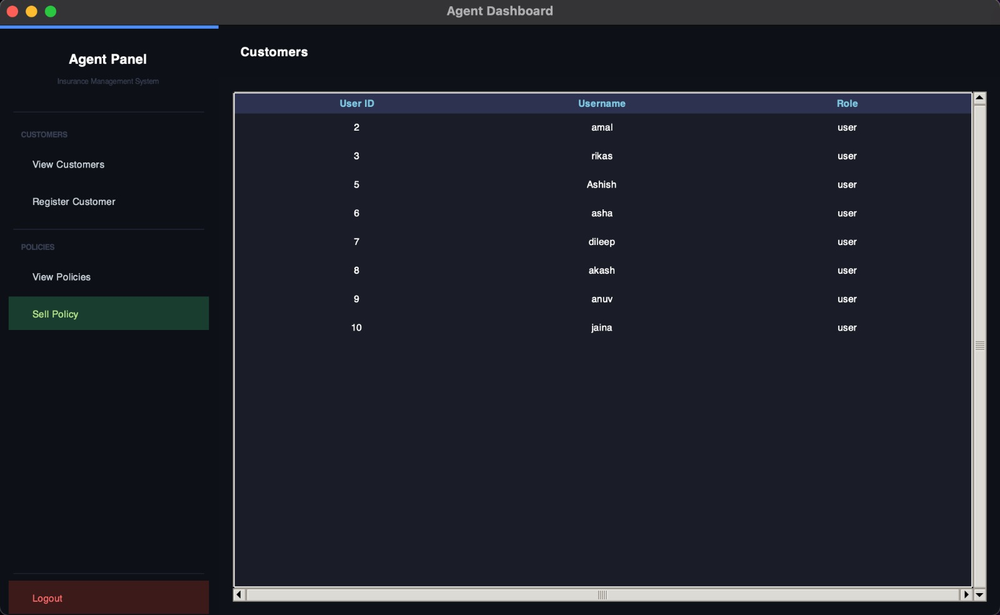 Agent Dashboard
Agent Panel
Insurance Management System
CUSTOMERS
View Customers
Register Customer
POLICIES
View Policies
Sell Policy
Logout
Customers
User ID Username Role
2 amal user
3 rikas user
5 Ashish user
6 asha user
7 dileep user
8 akash user
9 anuv user
10 jaina user